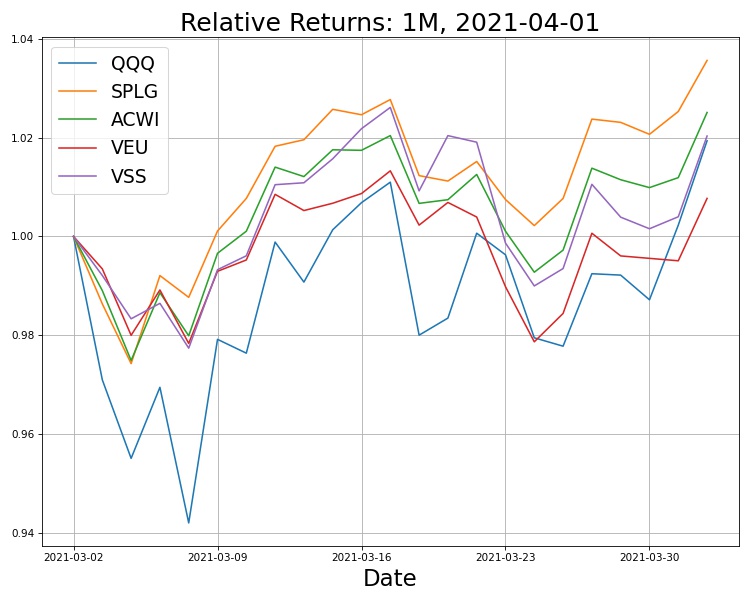 Relative Returns: 1M, 2021-04-01
1.04
1.02
1.00
0.98
0.96
0.94
QQQ
SPLG
ACWI
VEU
VSS
2021-03-02
2021-03-09
2021-03-16
2021-03-23
2021-03-30
Date